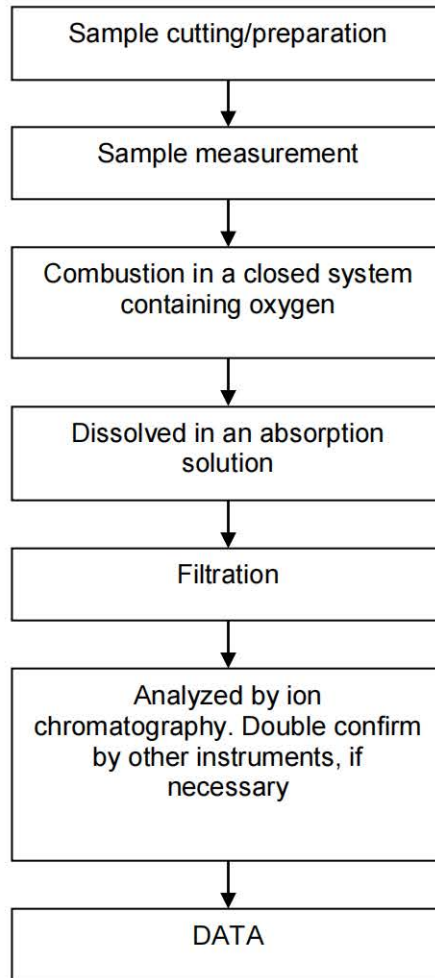 Sample cutting/preparation
Sample measurement
Combustion in a closed system
containing oxygen
Dissolved in an absorption
solution
Filtration
Analyzed by ion
chromatography. Double confirm
by other instruments, if
necessary
DATA